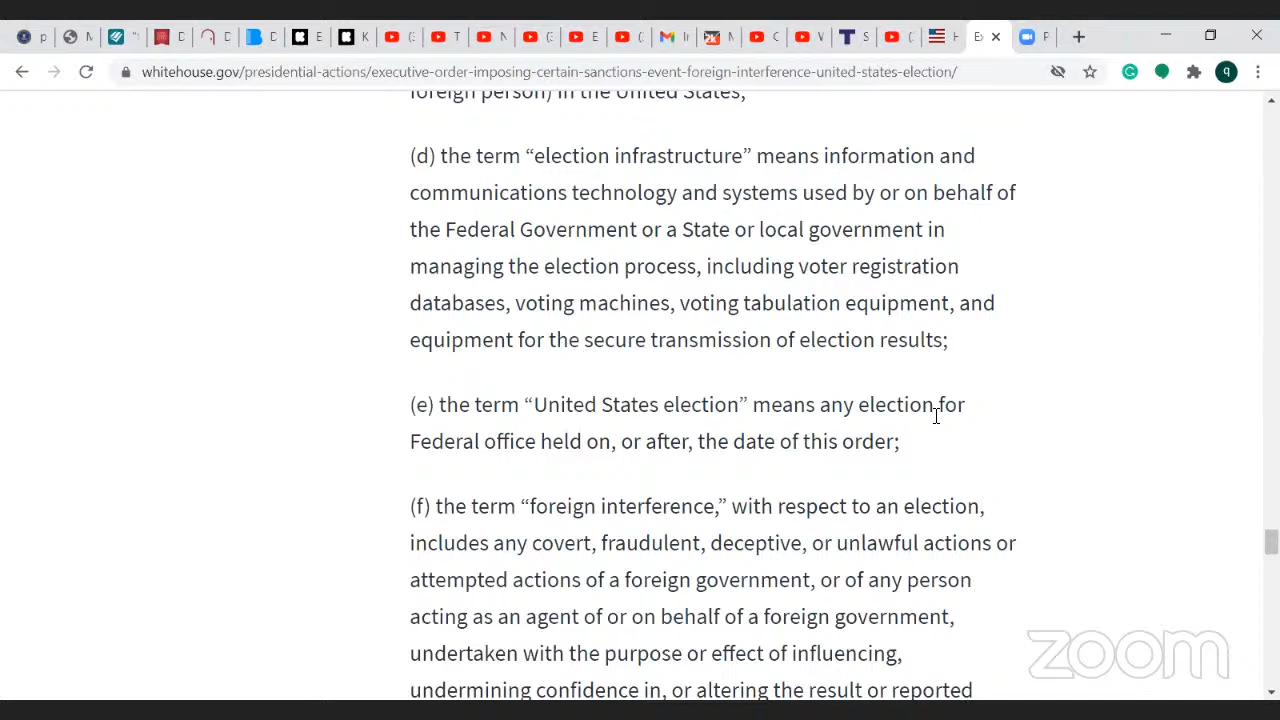 p
N
D
D
D
E
K
(
T
N
(
E
(
Ir
N
C
V
S
(
H
E
P
whitehouse.gov/presidential-actions/executive-order-imposing-certain-sanctions-event-foreign-interference-united-states-election/
q
foreign person) in the United States;
(d) the term “election infrastructure” means information and
communications technology and systems used by or on behalf of
the Federal Government or a State or local government in
managing the election process, including voter registration
databases, voting machines, voting tabulation equipment, and
equipment for the secure transmission of election results;
(e) the term “United States election” means any election for
Federal office held on, or after, the date of this order;
(f) the term “foreign interference,” with respect to an election,
includes any covert, fraudulent, deceptive, or unlawful actions or
attempted actions of a foreign government, or of any person
acting as an agent of or on behalf of a foreign government,
undertaken with the purpose or effect of influencing,
undermining confidence in, or altering the result or reported
zoom